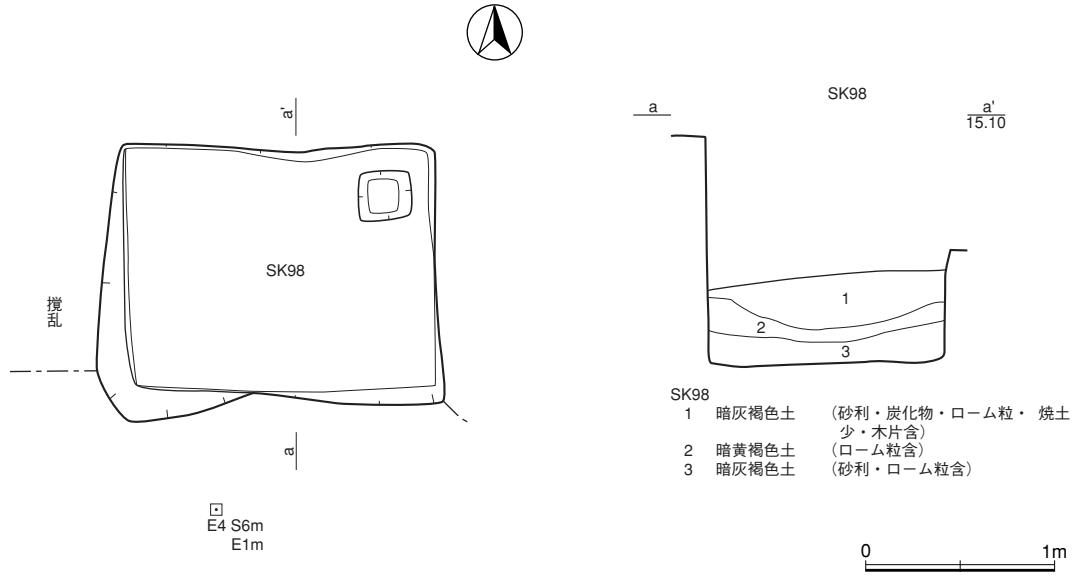 a'
SK98
撹乱
a
E4 S6m
E1m
SK98
a
a'
15.10
1
2
3
SK98
1 暗灰褐色土 (砂利・炭化物・ローム粒・ 焼土
少・木片含)
2 暗黄褐色土 (ローム粒含)
3 暗灰褐色土 (砂利・ローム粒含)
0 1m